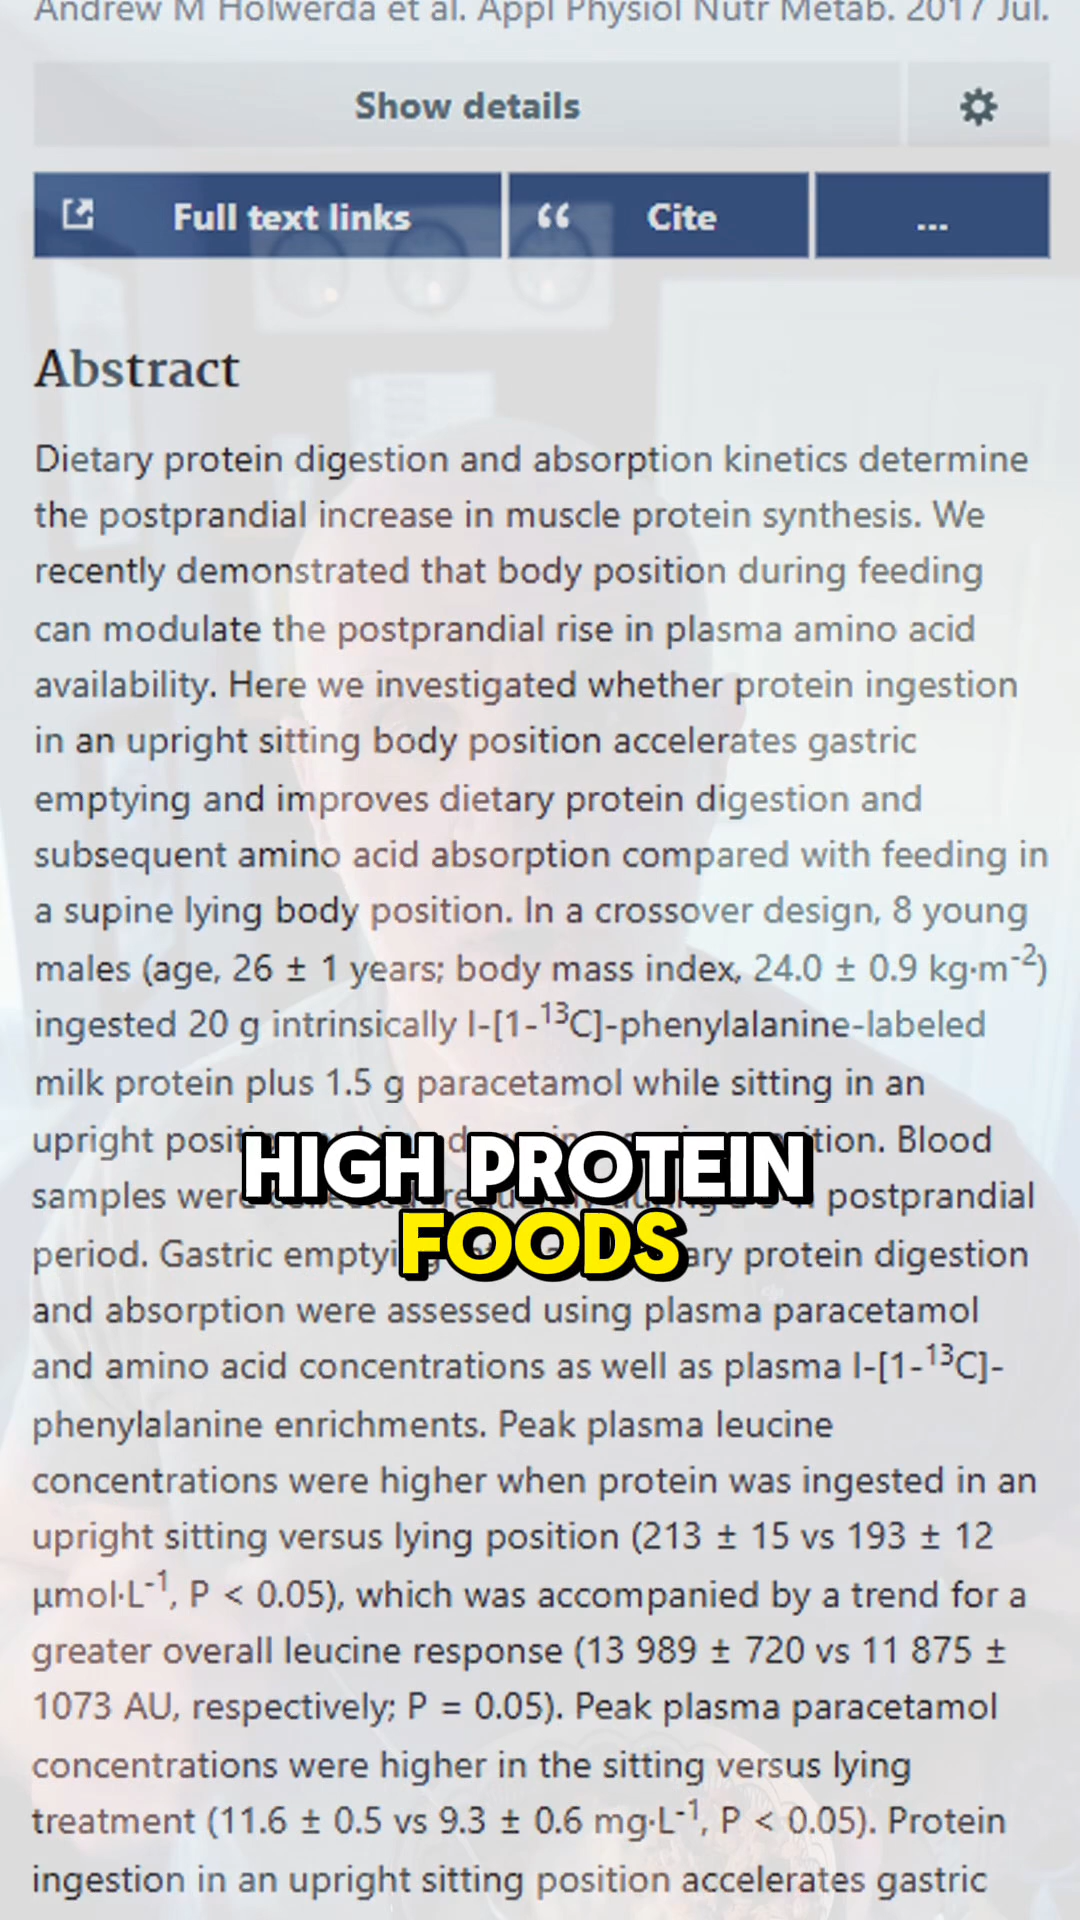 Andrew M Holwerda et al. Appl Physiol Nutr Metab. 2017 Jul.
Show details
Full text links
Cite
...
Abstract
Dietary protein digestion and absorption kinetics determine
the postprandial increase in muscle protein synthesis. We
recently demonstrated that body position during feeding
can modulate the postprandial rise in plasma amino acid
availability. Here we investigated whether protein ingestion
in an upright sitting body position accelerates gastric
emptying and improves dietary protein digestion and
subsequent amino acid absorption compared with feeding in
a supine lying body position. In a crossover design, 8 young
males (age, 26 ± 1 years; body mass index, 24.0 ± 0.9 kg·m⁻²)
ingested 20 g intrinsically l-[1-¹³C]-phenylalanine-labeled
milk protein plus 1.5 g paracetamol while sitting in an
upright
HIGH PROTEIN
Blood
samples postprandial
FOODS
period. Gastric protein digestion
and absorption were assessed using plasma paracetamol
and amino acid concentrations as well as plasma l-[1-¹³C]-
phenylalanine enrichments. Peak plasma leucine
concentrations were higher when protein was ingested in an
upright sitting versus lying position (213 ± 15 vs 193 ± 12
µmol·L⁻¹, P < 0.05), which was accompanied by a trend for a
greater overall leucine response (13 989 ± 720 vs 11 875 ±
1073 AU, respectively; P = 0.05). Peak plasma paracetamol
concentrations were higher in the sitting versus lying
treatment (11.6 ± 0.5 vs 9.3 ± 0.6 mg·L⁻¹, P < 0.05). Protein
ingestion in an upright sitting position accelerates gastric